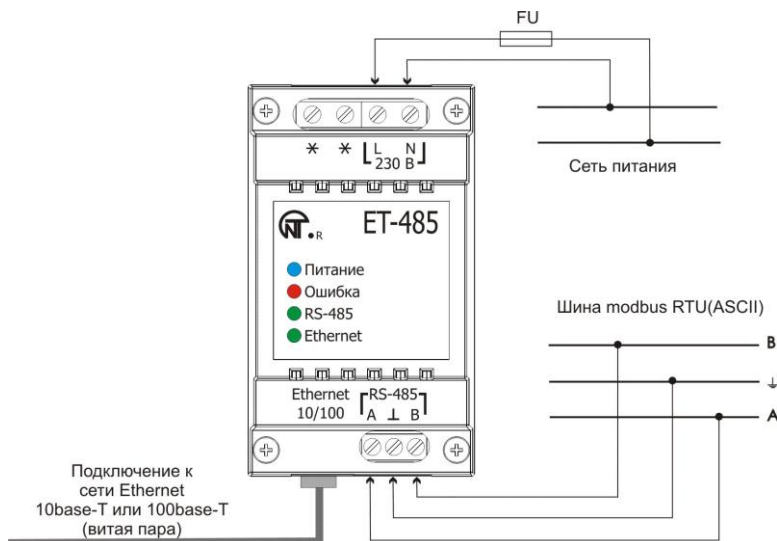 FU
* * L N
230 В
Сеть питания
NT
R
ET-485
Питание
Ошибка
RS-485
Ethernet
Шина modbus RTU(ASCII)
B
A
Ethernet
10/100
RS-485
A ⊥ B
Подключение к
сети Ethernet
10base-T или 100base-T
(витая пара)